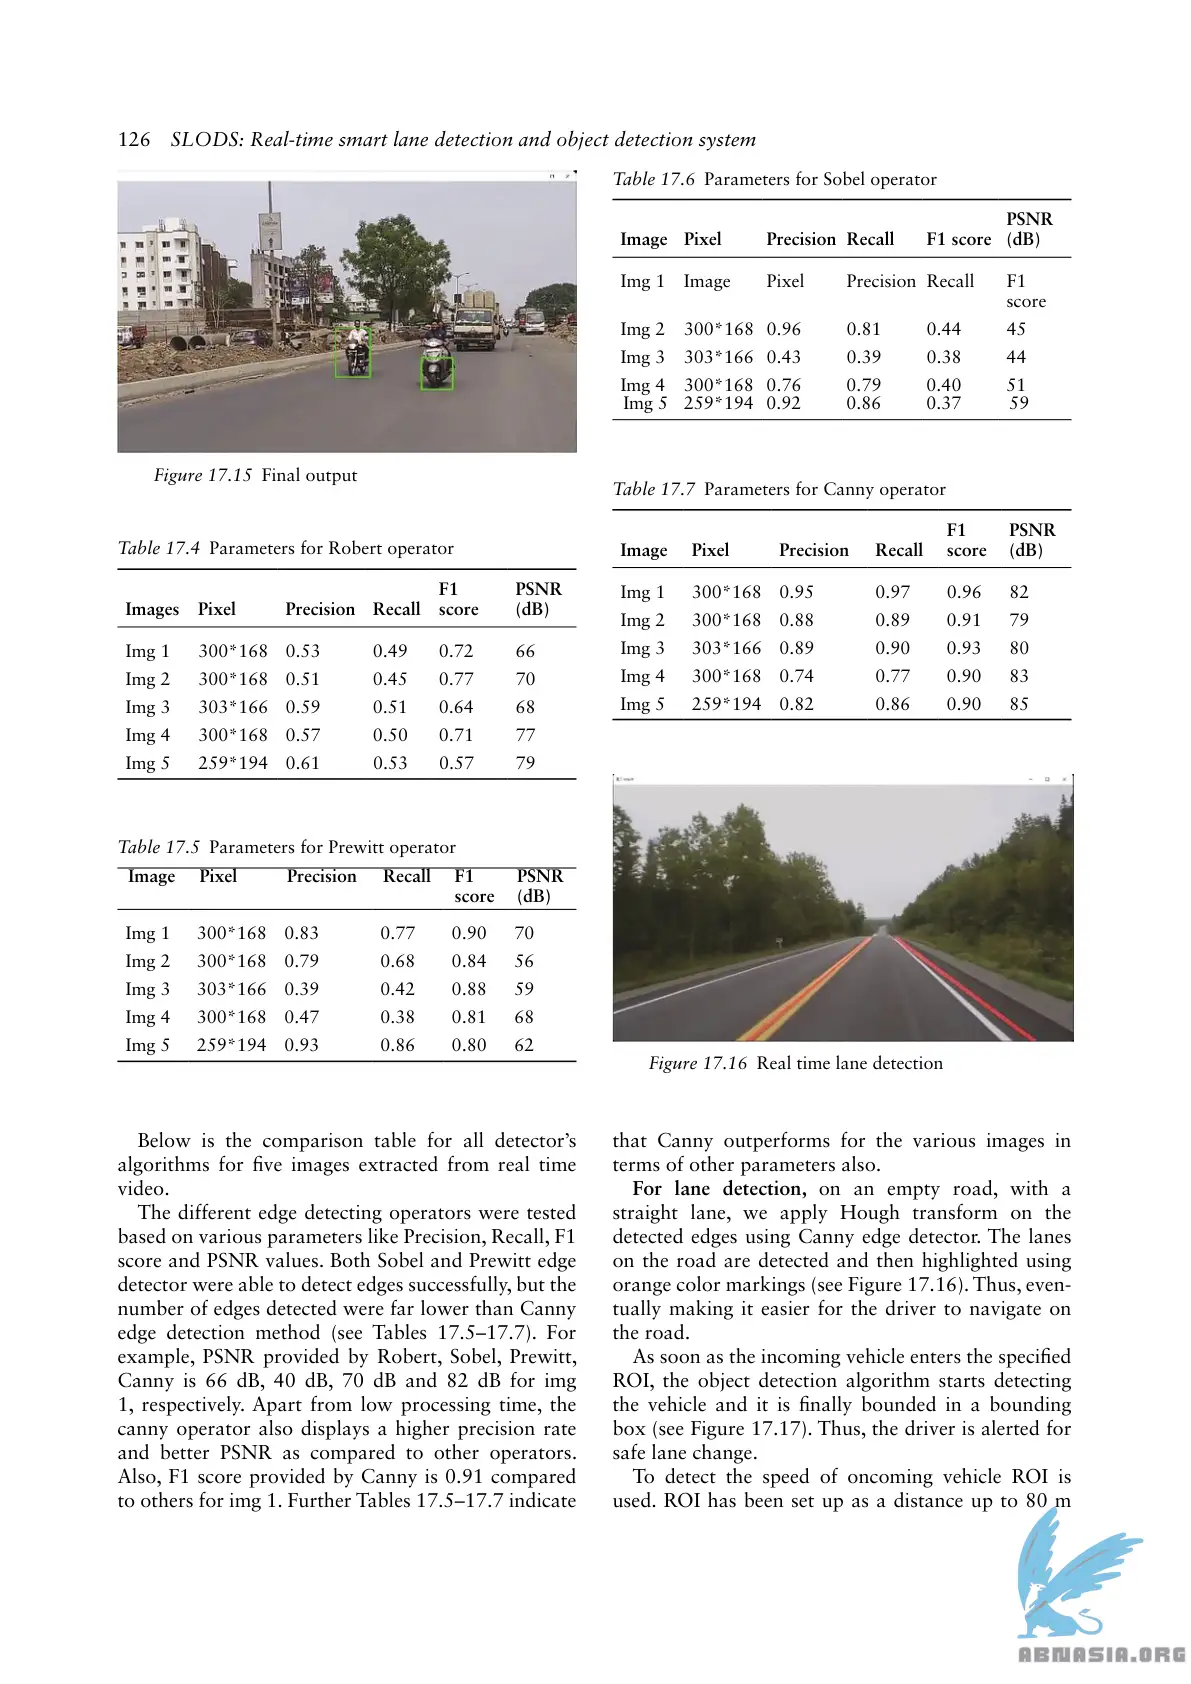 126 SLODS: Real-time smart lane detection and object detection system
Figure 17.15 Final output
Table 17.4 Parameters for Robert operator
Images Pixel Precision Recall F1 score PSNR (dB)
Img 1 300*168 0.53 0.49 0.72 66
Img 2 300*168 0.51 0.45 0.77 70
Img 3 303*166 0.59 0.51 0.64 68
Img 4 300*168 0.57 0.50 0.71 77
Img 5 259*194 0.61 0.53 0.57 79
Table 17.5 Parameters for Prewitt operator
Image Pixel Precision Recall F1 score PSNR (dB)
Img 1 300*168 0.83 0.77 0.90 70
Img 2 300*168 0.79 0.68 0.84 56
Img 3 303*166 0.39 0.42 0.88 59
Img 4 300*168 0.47 0.38 0.81 68
Img 5 259*194 0.93 0.86 0.80 62
Table 17.6 Parameters for Sobel operator
Image Pixel Precision Recall F1 score PSNR (dB)
Img 1 Image Pixel Precision Recall F1 score
Img 2 300*168 0.96 0.81 0.44 45
Img 3 303*166 0.43 0.39 0.38 44
Img 4 300*168 0.76 0.79 0.40 51
Img 5 259*194 0.92 0.86 0.37 59
Table 17.7 Parameters for Canny operator
Image Pixel Precision Recall F1 score PSNR (dB)
Img 1 300*168 0.95 0.97 0.96 82
Img 2 300*168 0.88 0.89 0.91 79
Img 3 303*166 0.89 0.90 0.93 80
Img 4 300*168 0.74 0.77 0.90 83
Img 5 259*194 0.82 0.86 0.90 85
Figure 17.16 Real time lane detection
Below is the comparison table for all detector's
algorithms for five images extracted from real time
video.
The different edge detecting operators were tested
based on various parameters like Precision, Recall, F1
score and PSNR values. Both Sobel and Prewitt edge
detector were able to detect edges successfully, but the
number of edges detected were far lower than Canny
edge detection method (see Tables 17.5–17.7). For
example, PSNR provided by Robert, Sobel, Prewitt,
Canny is 66 dB, 40 dB, 70 dB and 82 dB for img
1, respectively. Apart from low processing time, the
canny operator also displays a higher precision rate
and better PSNR as compared to other operators.
Also, F1 score provided by Canny is 0.91 compared
to others for img 1. Further Tables 17.5–17.7 indicate
that Canny outperforms for the various images in
terms of other parameters also.
For lane detection, on an empty road, with a
straight lane, we apply Hough transform on the
detected edges using Canny edge detector. The lanes
on the road are detected and then highlighted using
orange color markings (see Figure 17.16). Thus, even-
tually making it easier for the driver to navigate on
the road.
As soon as the incoming vehicle enters the specified
ROI, the object detection algorithm starts detecting
the vehicle and it is finally bounded in a bounding
box (see Figure 17.17). Thus, the driver is alerted for
safe lane change.
To detect the speed of oncoming vehicle ROI is
used. ROI has been set up as a distance up to 80 m
ABNASIA.ORG